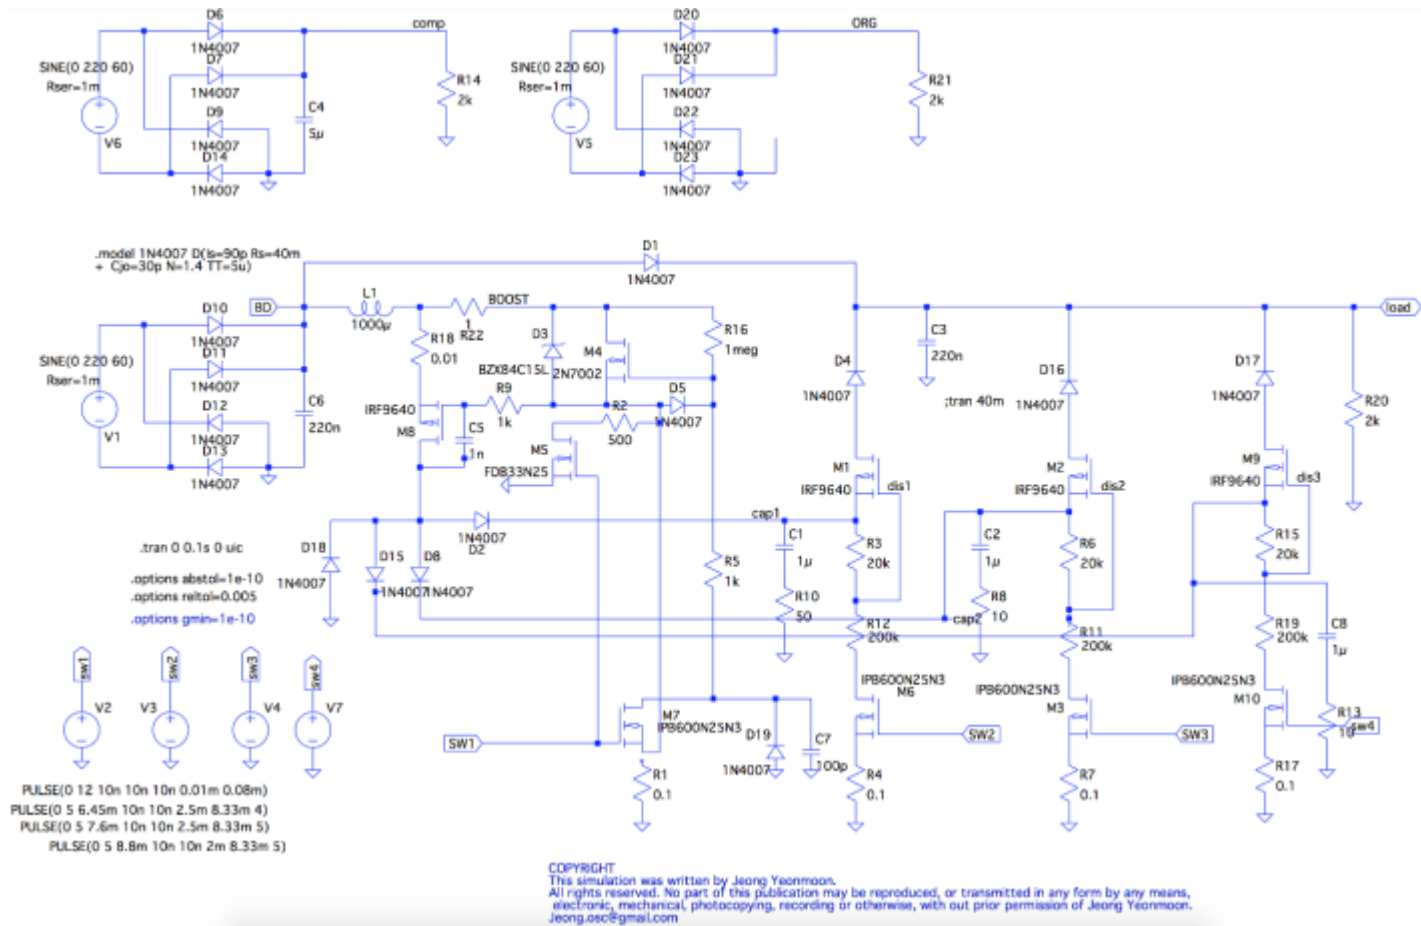 D6
1N4007
comp
D7
1N4007
SINE(0 220 60)
Rser=1m
V6
D9
1N4007
D14
1N4007
C4
5µ
R14
2k
D20
1N4007
ORG
D21
1N4007
SINE(0 220 60)
Rser=1m
V5
D22
1N4007
D23
1N4007
R21
2k
.model 1N4007 D(Is=90p Rs=40m
+ Cjo=30p N=1.4 TT=5u)
D1
1N4007
BD
L1
1000µ
BOOST
1
R22
load
D10
1N4007
D11
1N4007
SINE(0 220 60)
Rser=1m
V1
D12
1N4007
D13
1N4007
C6
220n
R18
0.01
D3
BZX84C15L
M4
2N7002
R16
1meg
C3
220n
D4
1N4007
D16
1N4007
;tran 40m
D17
1N4007
R20
2k
IRF9640
M8
R9
1k
C5
1n
R2
500
D5
1N4007
M5
FDB33N25
M1
IRF9640
dis1
M2
IRF9640
dis2
M9
IRF9640
dis3
D18
1N4007
D15
1N4007
D8
1N4007
1N4007
D2
cap1
C1
1µ
R3
20k
C2
1µ
R6
20k
R15
20k
R5
1k
R10
50
R8
10
cap2
R12
200k
R11
200k
R19
200k
C8
1µ
.tran 0 0.1s 0 uic
.options abstol=1e-10
.options reltol=0.005
.options gmin=1e-10
sw1
sw2
sw3
sw4
V2
V3
V4
V7
SW1
M7
IPB600N25N3
IPB600N25N3
M6
IPB600N25N3
M3
IPB600N25N3
M10
SW2
SW3
sw4
R13
10
D19
1N4007
C7
100p
R1
0.1
R4
0.1
R7
0.1
R17
0.1
PULSE(0 12 10n 10n 10n 0.01m 0.08m)
PULSE(0 5 6.45m 10n 10n 2.5m 8.33m 4)
PULSE(0 5 7.6m 10n 10n 2.5m 8.33m 5)
PULSE(0 5 8.8m 10n 10n 2m 8.33m 5)
COPYRIGHT
This simulation was written by Jeong Yeonmoon.
All rights reserved. No part of this publication may be reproduced, or transmitted in any form by any means,
electronic, mechanical, photocopying, recording or otherwise, with out prior permission of Jeong Yeonmoon.
Jeong.osc@gmail.com